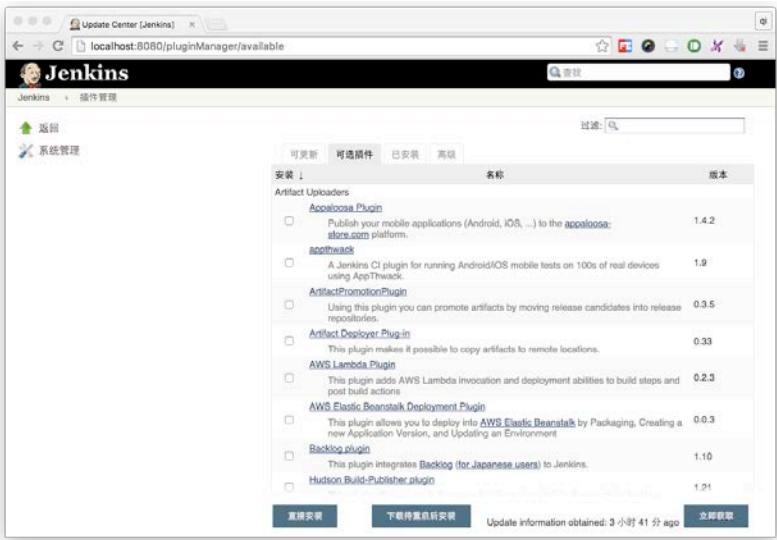 Update Center [Jenkins]
qi
localhost:8080/pluginManager/available
Jenkins
查找
Jenkins
插件管理
返回
过滤:
系统管理
可更新
可选插件
已安装
高级
安装 ↓
名称
版本
Artifact Uploaders
Appaloosa Plugin
Publish your mobile applications (Android, iOS, ...) to the appaloosa-
store.com platform.
1.4.2
appthwack
A Jenkins CI plugin for running Android/iOS mobile tests on 100s of real devices
using AppThwack.
1.9
ArtifactPromotionPlugin
Using this plugin you can promote artifacts by moving release candidates into release
repositories.
0.3.5
Artifact Deployer Plug-in
This plugin makes it possible to copy artifacts to remote locations.
0.33
AWS Lambda Plugin
This plugin adds AWS Lambda invocation and deployment abilities to build steps and
post build actions
0.2.3
AWS Elastic Beanstalk Deployment Plugin
This plugin allows you to deploy into AWS Elastic Beanstalk by Packaging, Creating a
new Application Version, and Updating an Environment
0.0.3
Backlog plugin
This plugin integrates Backlog (for Japanese users) to Jenkins.
1.10
Hudson Build-Publisher plugin
1.21
直接安装
下载待重启后安装
Update information obtained: 3 小时 41 分 ago
立即获取